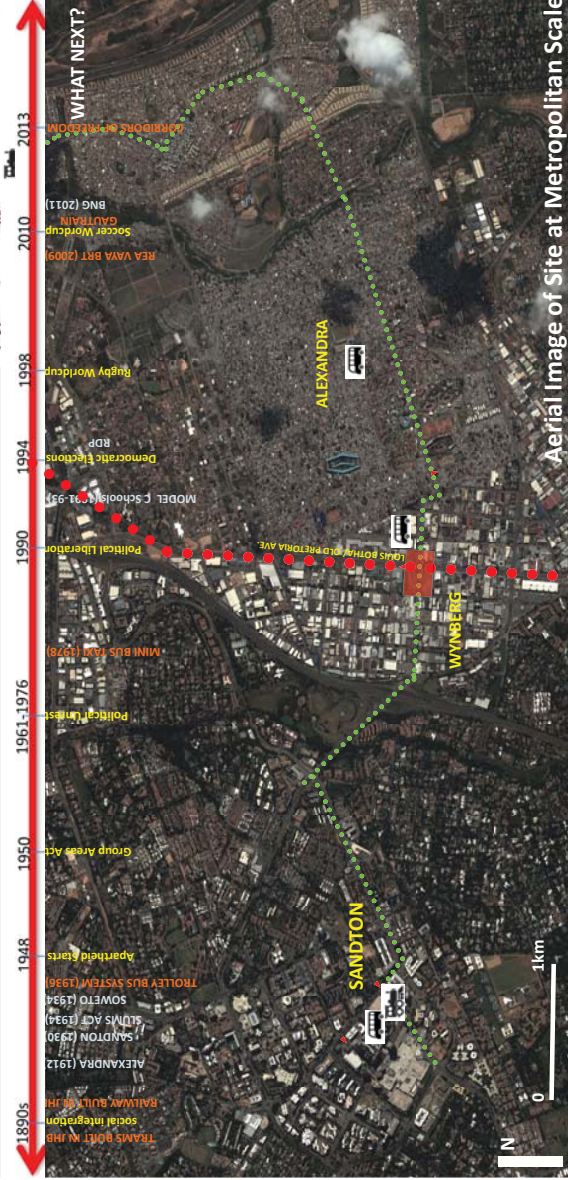 1890s
1948
1950
1961-1976
1990
1994
1998
2010
2013
TRAMS BUILT IN JHB
social integration
RAILWAY BUILT IN JH
ALEXANDRA (1912)
SANDTON (1930)
SLUMS ACT (1934)
SOWETO (1934)
TROLLEY BUS SYSTEM (1936)
Apartheid Starts
Group Areas Act
Political Unrest
MINI BUS TAXI (1978)
Political Liberation
MODEL C Schools (1991-93)
Democratic Elections
RDP
Rugby Worldcup
REA VAVA BRT (2009)
Soccer Wordcup
GAUTRAIN
BNG (2011)
CORRIDORS OF FREEDOM
WHAT NEXT?
ALEXANDRA
LOUIS BOTHA/ OLD PRETORIA AVE.
SANDTON
WYNBERG
N
0
1km
Aerial Image of Site at Metropolitan Scale